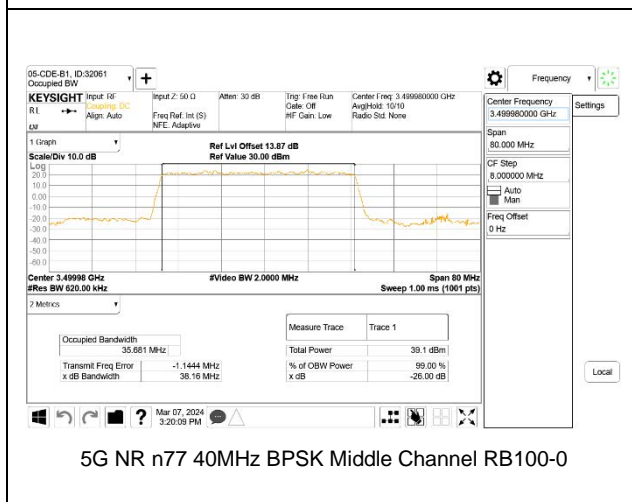 05-CDE-B1, ID:32061
Occupied BW
KEYSIGHT
R L
Input: RF
Coupling: DC
Align: Auto
Input Z: 50 Ω
Freq Ref: Int (S)
NFE: Adaptive
Atten: 30 dB
Trig: Free Run
Gate: Off
#IF Gain: Low
Center Freq: 3.499980000 GHz
Avg|Hold: 10/10
Radio Std: None
1 Graph
Scale/Div 10.0 dB
Ref Lvl Offset 13.87 dB
Ref Value 30.00 dBm
Log
20.0
10.0
0.00
-10.0
-20.0
-30.0
-40.0
-50.0
-60.0
Center 3.49998 GHz
#Res BW 620.00 kHz
#Video BW 2.0000 MHz
Span 80 MHz
Sweep 1.00 ms (1001 pts)
2 Metrics
Measure Trace
Trace 1
Occupied Bandwidth
35.681 MHz
Total Power
39.1 dBm
Transmit Freq Error
-1.1444 MHz
% of OBW Power
99.00 %
x dB Bandwidth
38.16 MHz
x dB
-26.00 dB
Mar 07, 2024
3:20:09 PM
Frequency
Center Frequency
3.499980000 GHz
Settings
Span
80.0000 MHz
CF Step
8.000000 MHz
Auto
Man
Freq Offset
0 Hz
Local
5G NR n77 40MHz BPSK Middle Channel RB100-0